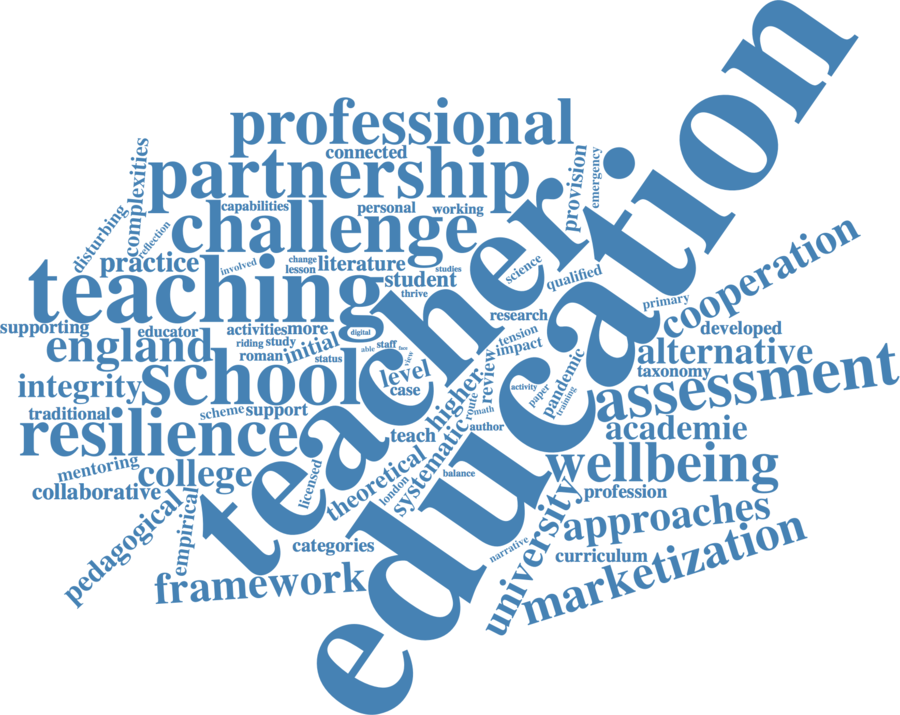 education
teacher
professional
connected
partnership
complexities
provision
emergency
capabilities
personal
working
challenge
disturbing
reflection
practice
involved
change
lesson
literature
studies
student
thrive
science
qualified
cooperation
teaching
primary
research
supporting
educator
activities
more
digital
tension
developed
england
riding
study
roman
initial
status
able
staff
view
impact
alternative
integrity
school
level
case
higher
review
pandemic
taxonomy
activity
paper
training
assessment
traditional
scheme
support
route
math
author
academie
resilience
teach
mentoring
college
licensed
theoretical
systematic
balance
london
wellbeing
collaborative
profession
pedagogical
empirical
university
approaches
categories
narrative
curriculum
framework
marketization